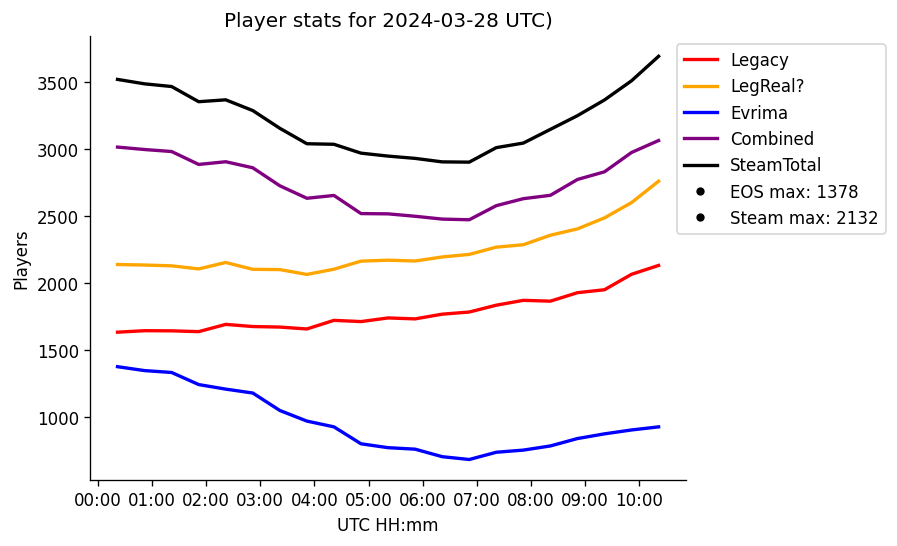 Player stats for 2024-03-28 UTC)
Legacy
LegReal?
Evrima
Combined
SteamTotal
EOS max: 1378
Steam max: 2132
Players
3500
3000
2500
2000
1500
1000
00:00 01:00 02:00 03:00 04:00 05:00 06:00 07:00 08:00 09:00 10:00
UTC HH:mm